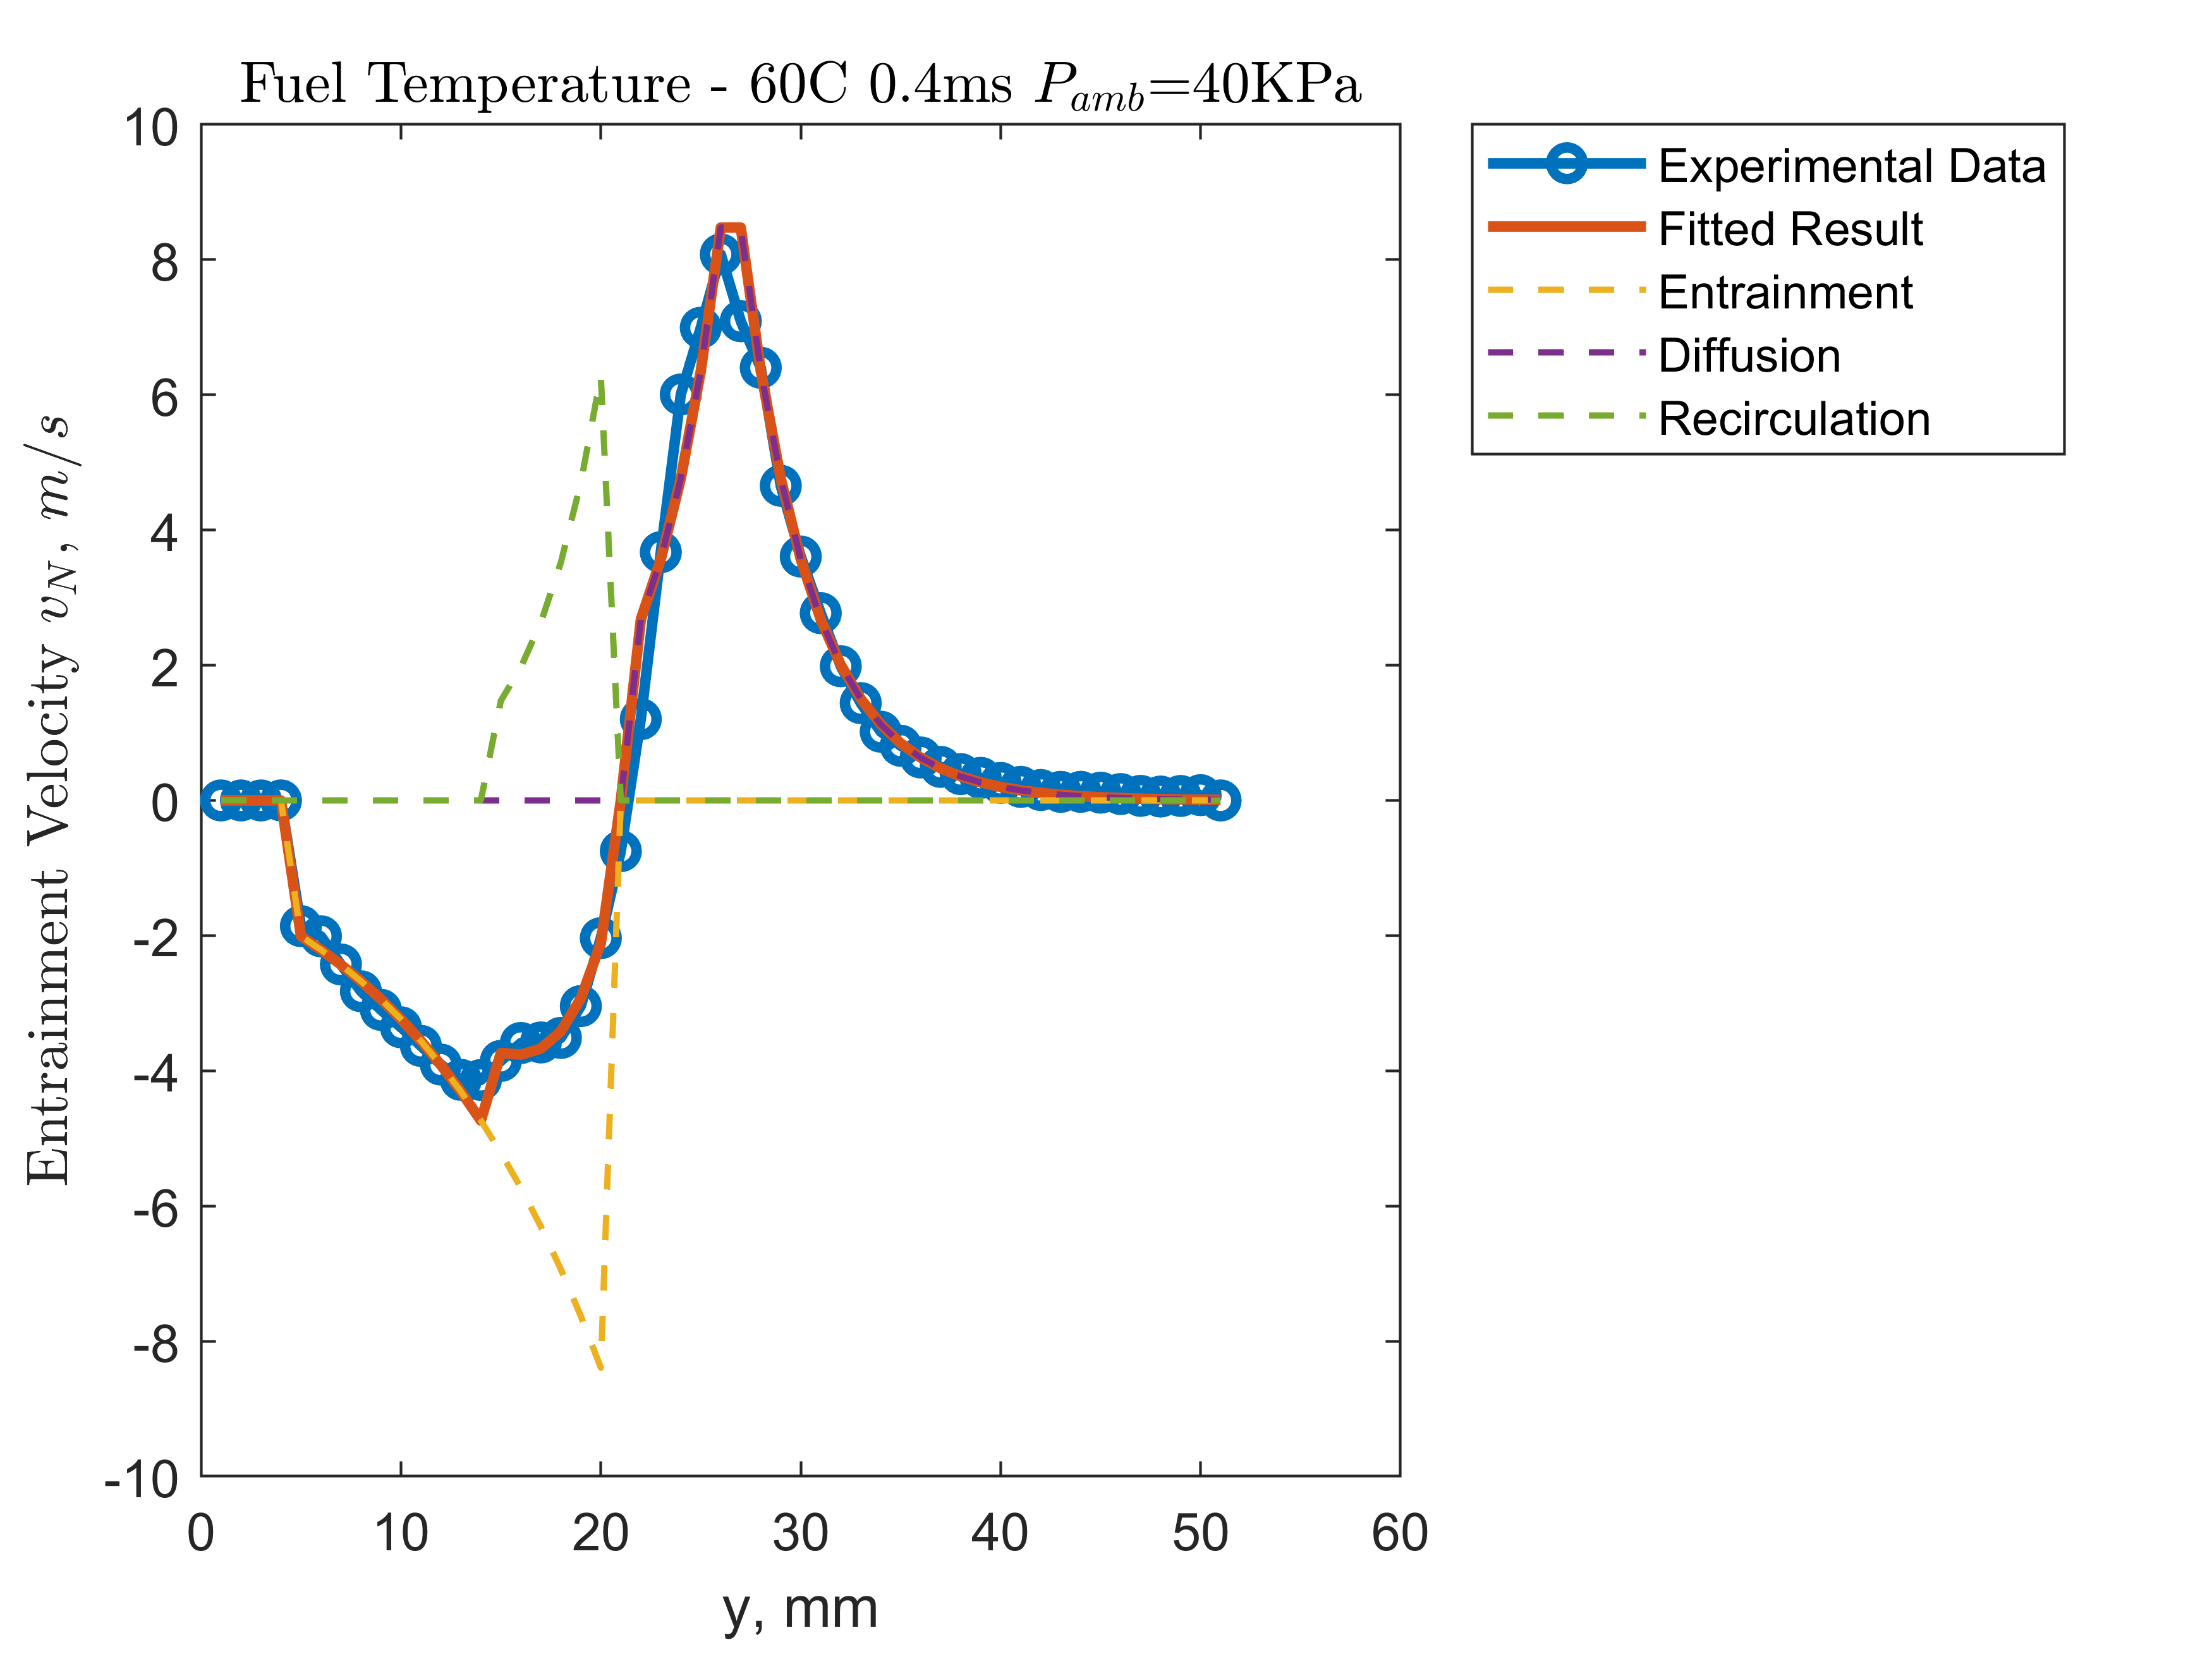 Fuel Temperature - 60C 0.4ms P_amb=40KPa
10
8
6
4
2
0
-2
-4
-6
-8
-10
Entrainment Velocity v_N, m/s
0 10 20 30 40 50 60
y, mm
Experimental Data
Fitted Result
Entrainment
Diffusion
Recirculation